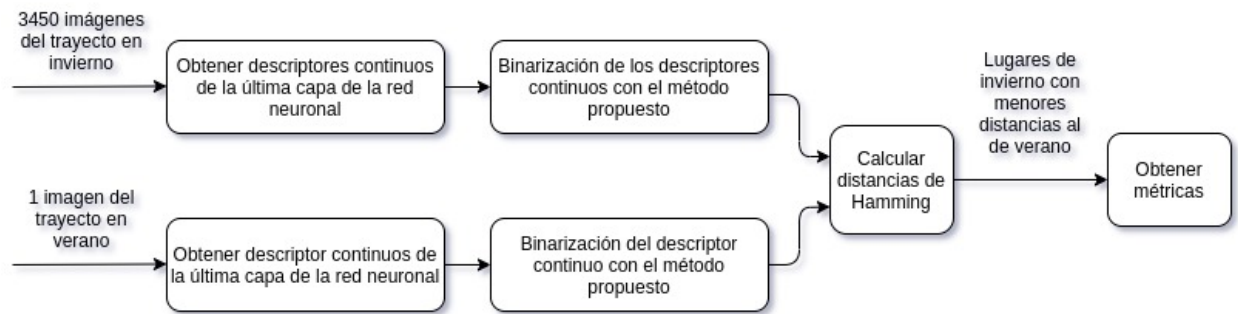 3450 imágenes
del trayecto en
invierno
Obtener descriptores continuos
de la última capa de la red
neuronal
Binarización de los descriptores
continuos con el método
propuesto
1 imagen del
trayecto en
verano
Obtener descriptor continuos de
la última capa de la red neuronal
Binarización del descriptor
continuo con el método
propuesto
Calcular
distancias de
Hamming
Lugares de
invierno con
menores
distancias al
de verano
Obtener
métricas